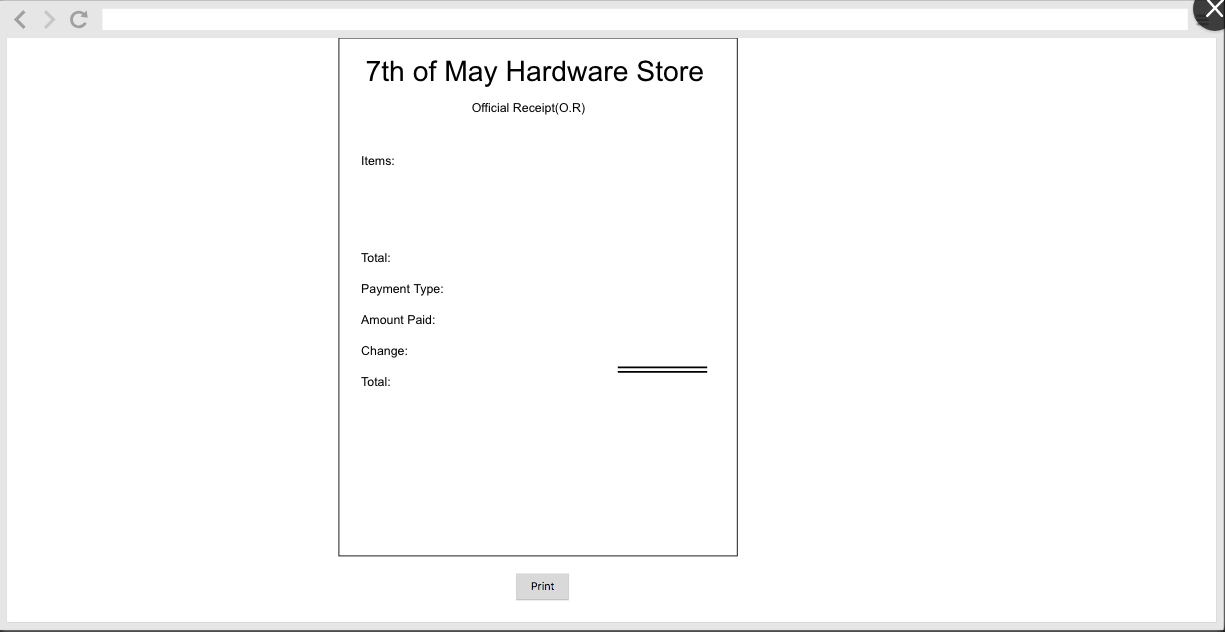 7th of May Hardware Store
Official Receipt(O.R)
Items:
Total:
Payment Type:
Amount Paid:
Change:
Total:
Print